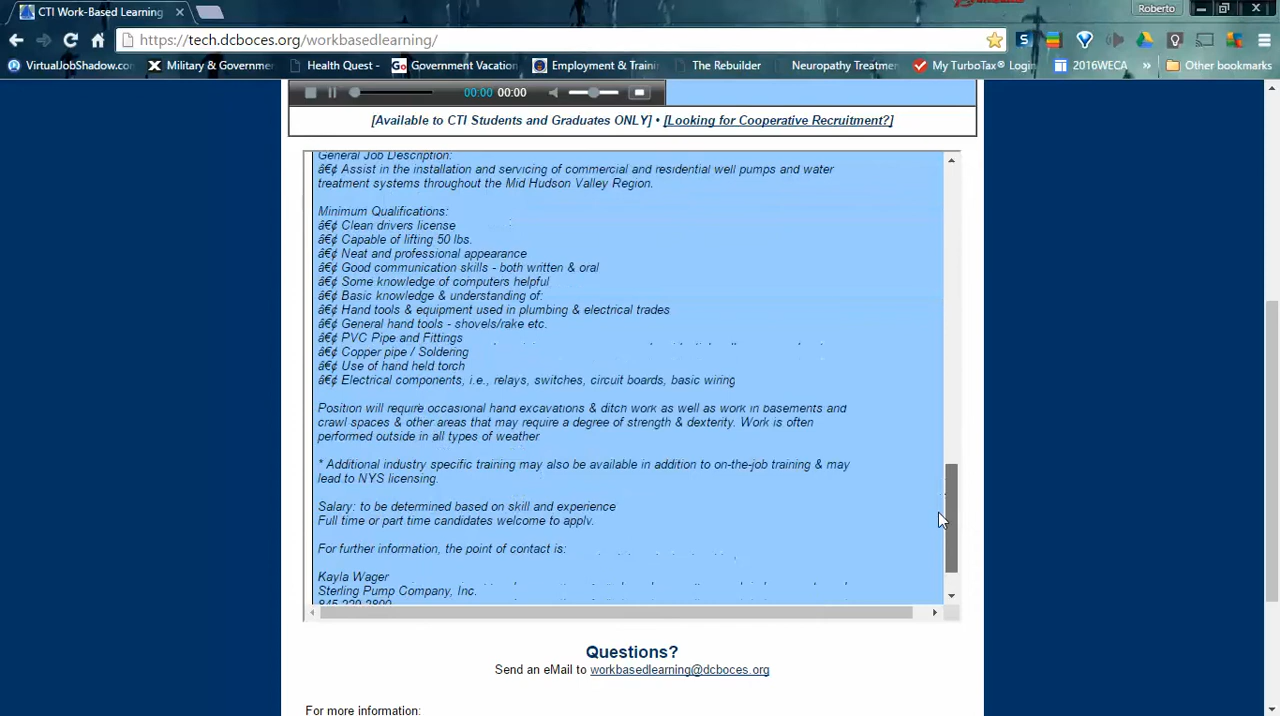 CTI Work-Based Learning
Roberto
https://tech.dcboces.org/workbasedlearning/
VirtualJobShadow.co
Military & Governme
Health Quest -
Government Vacation
Employment & Traini
The Rebuilder
Neuropathy Treatme
My TurboTax® Login
2016WECA
Other bookmarks
00:00 00:00
[Available to CTI Students and Graduates ONLY] • [Looking for Cooperative Recruitment?]
General Job Description:
â€¢ Assist in the installation and servicing of commercial and residential well pumps and water
treatment systems throughout the Mid Hudson Valley Region.
Minimum Qualifications:
â€¢ Clean drivers license
â€¢ Capable of lifting 50 lbs.
â€¢ Neat and professional appearance
â€¢ Good communication skills - both written & oral
â€¢ Some knowledge of computers helpful
â€¢ Basic knowledge & understanding of:
â€¢ Hand tools & equipment used in plumbing & electrical trades
â€¢ General hand tools - shovels/rake etc.
â€¢ PVC Pipe and Fittings
â€¢ Copper pipe / Soldering
â€¢ Use of hand held torch
â€¢ Electrical components, i.e., relays, switches, circuit boards, basic wiring
Position will require occasional hand excavations & ditch work as well as work in basements and
crawl spaces & other areas that may require a degree of strength & dexterity. Work is often
performed outside in all types of weather
* Additional industry specific training may also be available in addition to on-the-job training & may
lead to NYS licensing.
Salary: to be determined based on skill and experience
Full time or part time candidates welcome to apply.
For further information, the point of contact is:
Kayla Wager
Sterling Pump Company, Inc.
845-229-2890
Questions?
Send an eMail to workbasedlearning@dcboces.org
For more information: